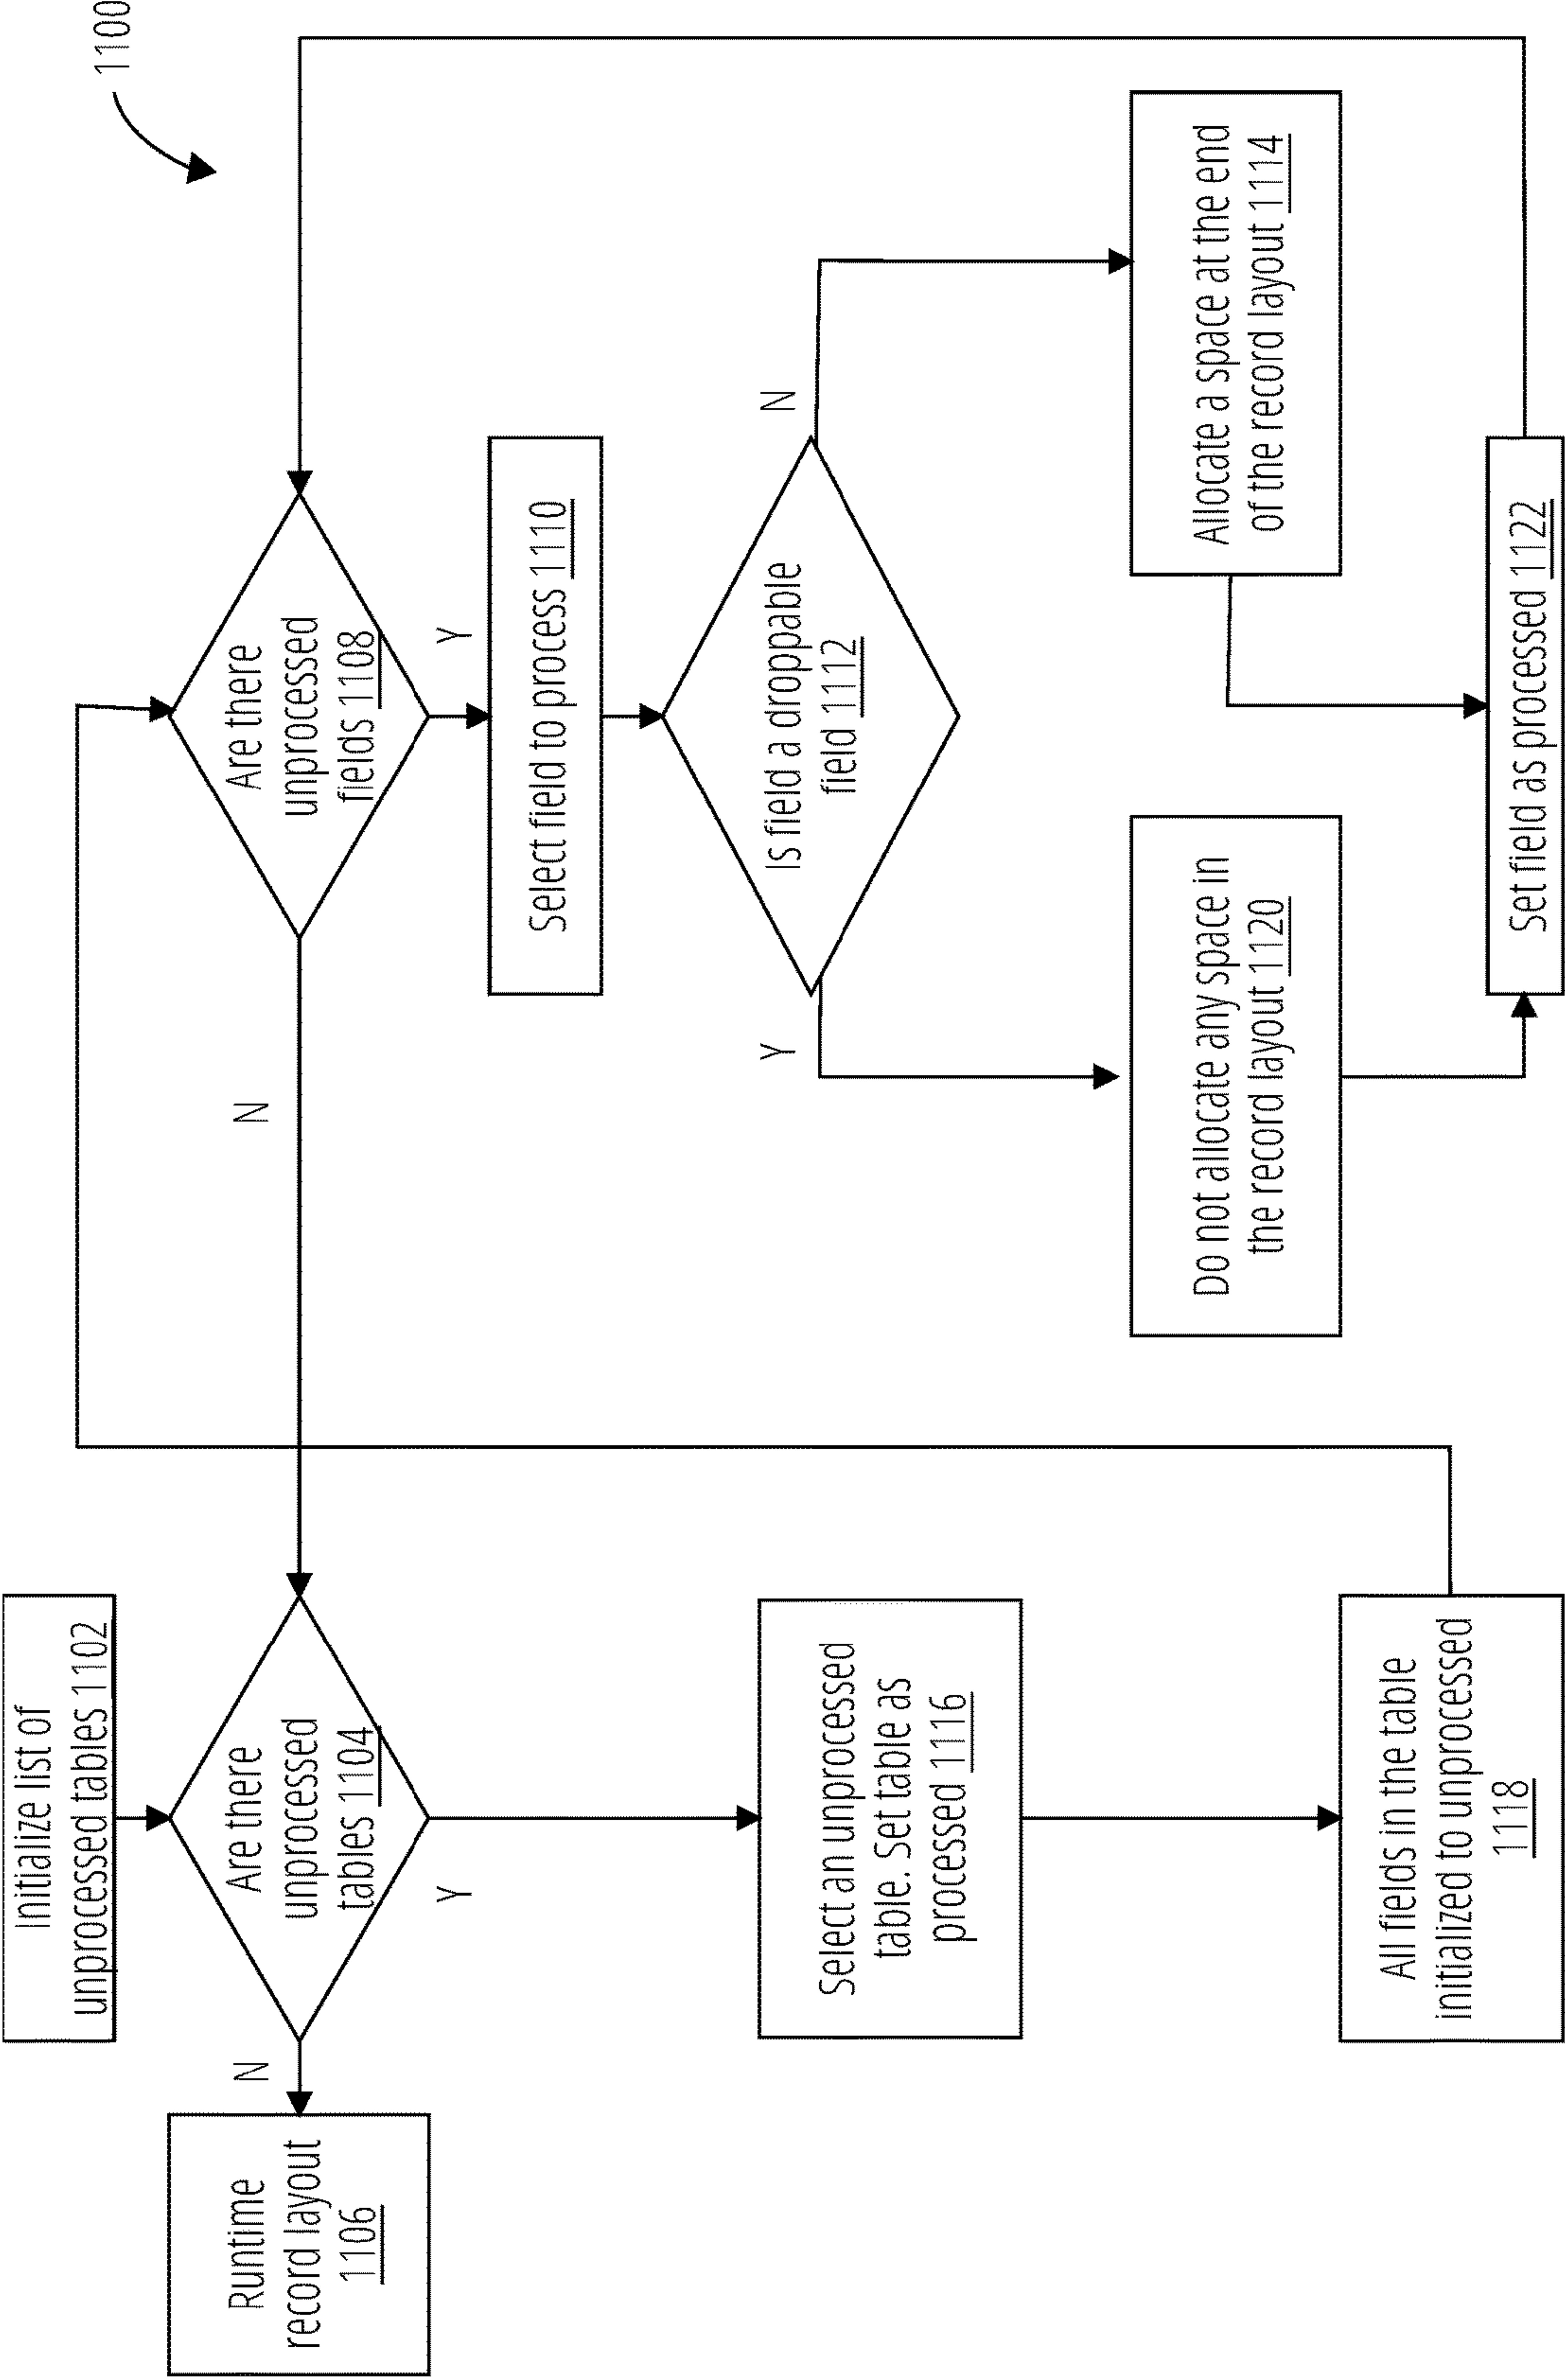 1100
Initialize list of
unprocessed tables 1102
Are there
unprocessed
tables 1104
N
Y
Runtime
record layout
1106
Select an unprocessed
table. Set table as
processed 1116
All fields in the table
initialized to unprocessed
1118
Are there
unprocessed
fields 1108
N
Y
Select field to process 1110
Is field a droppable
field 1112
Y
N
Do not allocate any space in
the record layout 1120
Allocate a space at the end
of the record layout 1114
Set field as processed 1122